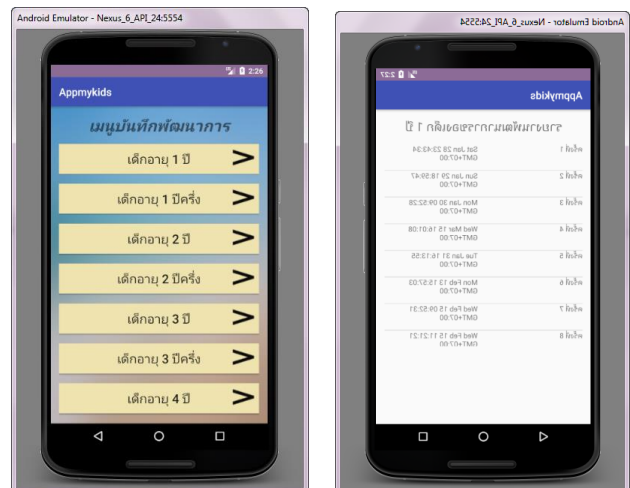 Android Emulator - Nexus_6_API_24:5554
2:26
Appmykids
เมนูบันทึกพัฒนาการ
เด็กอายุ 1 ปี >
เด็กอายุ 1 ปีครึ่ง >
เด็กอายุ 2 ปี >
เด็กอายุ 2 ปีครึ่ง >
เด็กอายุ 3 ปี >
เด็กอายุ 3 ปีครึ่ง >
เด็กอายุ 4 ปี >
Android Emulator - Nexus_6_API_24:5554
2:27
Appmykids
รายงานพัฒนาการของเด็ก 1 ปี
ครั้งที่ 1 Sat Jan 28 23:43:34
GMT+07:00
ครั้งที่ 2 Sun Jan 29 18:59:47
GMT+07:00
ครั้งที่ 3 Mon Jan 30 09:52:28
GMT+07:00
ครั้งที่ 4 Wed Mar 15 16:01:08
GMT+07:00
ครั้งที่ 5 Tue Jan 31 16:13:55
GMT+07:00
ครั้งที่ 6 Mon Feb 13 15:57:03
GMT+07:00
ครั้งที่ 7 Wed Feb 15 09:52:31
GMT+07:00
ครั้งที่ 8 Wed Feb 15 11:21:21
GMT+07:00